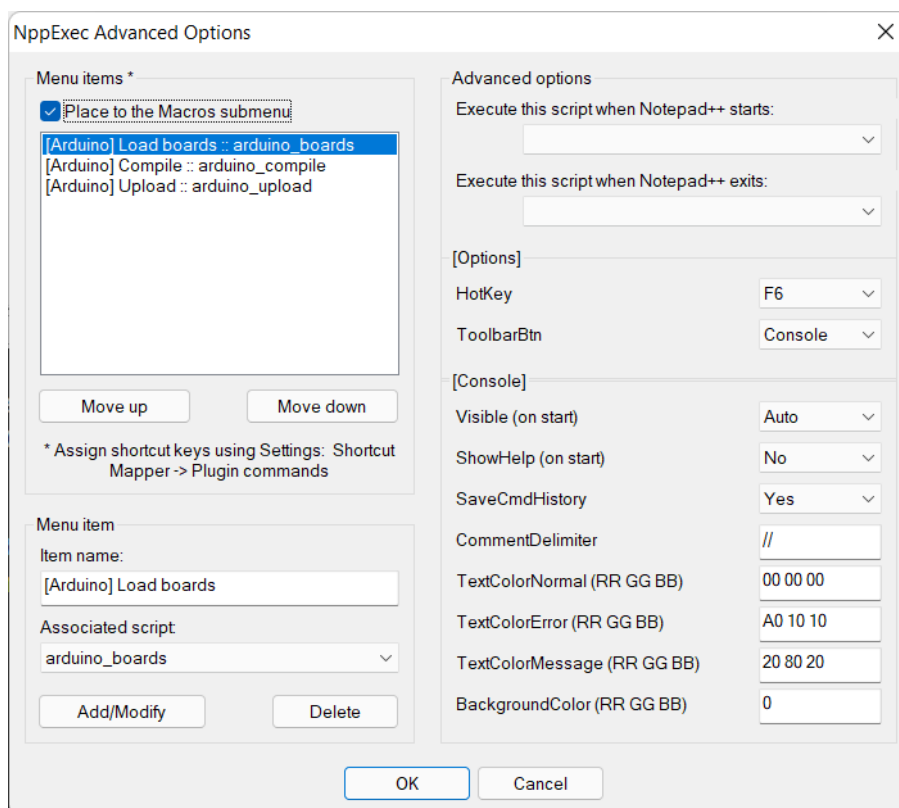 NppExec Advanced Options
Menu items *
Place to the Macros submenu
[Arduino] Load boards :: arduino_boards
[Arduino] Compile :: arduino_compile
[Arduino] Upload :: arduino_upload
Move up
Move down
* Assign shortcut keys using Settings: Shortcut
Mapper -> Plugin commands
Menu item
Item name:
[Arduino] Load boards
Associated script:
arduino_boards
Add/Modify
Delete
Advanced options
Execute this script when Notepad++ starts:
Execute this script when Notepad++ exits:
[Options]
HotKey
F6
ToolbarBtn
Console
[Console]
Visible (on start)
Auto
ShowHelp (on start)
No
SaveCmdHistory
Yes
CommentDelimiter
//
TextColorNormal (RR GG BB)
00 00 00
TextColorError (RR GG BB)
A0 10 10
TextColorMessage (RR GG BB)
20 80 20
BackgroundColor (RR GG BB)
0
OK
Cancel